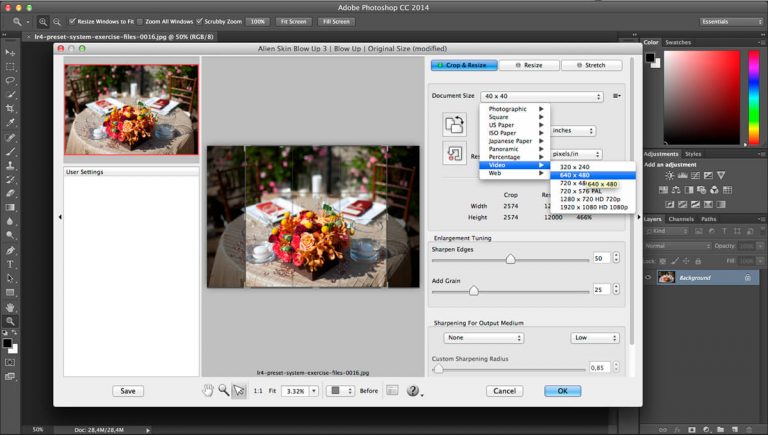 Adobe Photoshop CC 2014
Resize Windows to Fit Zoom All Windows Scrubby Zoom 100% Fit Screen Fill Screen Essentials
lr4-preset-system-exercise-files-0016.jpg @ 50% (RGB/8)
Alien Skin Blow Up 3 | Blow Up | Original Size (modified)
Crop & Resize Resize Stretch
Document Size 40 x 40
Photographic
Square
US Paper
ISO Paper
Japanese Paper
Panoramic
Percentage
Video
Web
inches
pixels/in
320 x 240
640 x 480
720 x 48
640 x 480
720 x 576 PAL
1280 x 720 HD 720p
1920 x 1080 HD 1080p
Crop
Width 2574
Height 2574 12000 466%
Enlargement Tuning
Sharpen Edges
50
Add Grain
25
Sharpening For Output Medium
None Low
Custom Sharpening Radius
0,85
User Settings
lr4-preset-system-exercise-files-0016.jpg
Save 1:1 Fit 3.32% Before Cancel OK
Color Swatches
Adjustments Styles
Add an adjustment
Layers Channels Paths
Kind
Normal Opacity: 100%
Lock: Fill: 100%
Background
50% Doc: 28,4M/28,4M